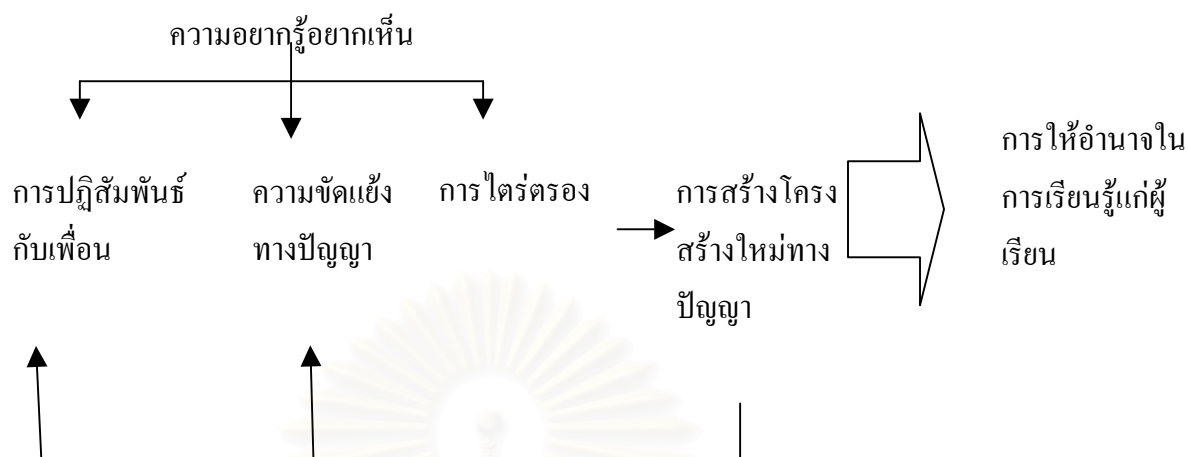 ความอยากรู้อยากเห็น
การปฏิสัมพันธ์
กับเพื่อน
ความขัดแย้ง
ทางปัญญา
การไตร่ตรอง
การสร้างโครง
สร้างใหม่ทาง
ปัญญา
การให้อำนาจใน
การเรียนรู้แก่ผู้
เรียน